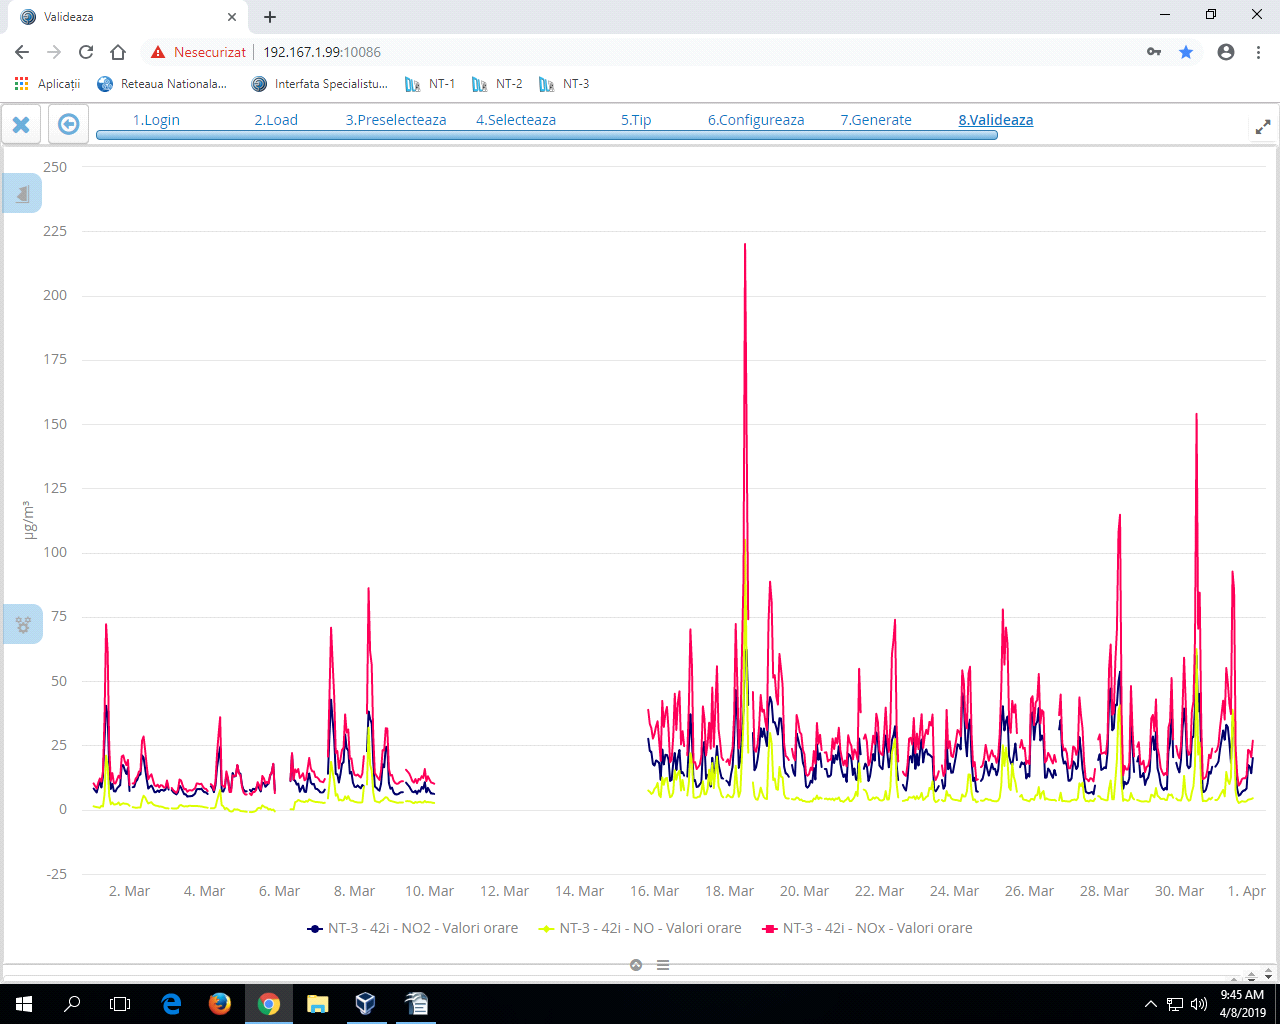 Valideaza
Nesecurizat 192.167.1.99:10086
Aplicații Reteaua Nationala... Interfata Specialistu... NT-1 NT-2 NT-3
1.Login 2.Load 3.Preselecteaza 4.Selecteaza 5.Tip 6.Configureaza 7.Generate 8.Valideaza
250
225
200
175
150
125
100
75
50
25
0
-25
µg/m³
2. Mar 4. Mar 6. Mar 8. Mar 10. Mar 12. Mar 14. Mar 16. Mar 18. Mar 20. Mar 22. Mar 24. Mar 26. Mar 28. Mar 30. Mar 1. Apr
NT-3 - 42i - NO2 - Valori orare NT-3 - 42i - NO - Valori orare NT-3 - 42i - NOx - Valori orare
9:45 AM
4/8/2019